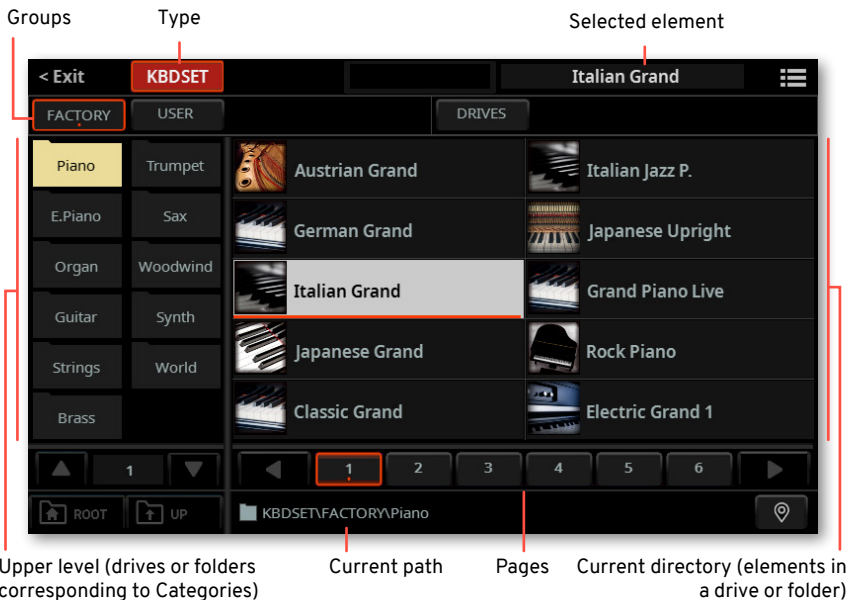 Groups
Type
Selected element
< Exit
KBDSET
Italian Grand
FACTORY
USER
DRIVES
Piano
Trumpet
E.Piano
Sax
Organ
Woodwind
Guitar
Synth
Strings
World
Brass
Austrian Grand
Italian Jazz P.
German Grand
Japanese Upright
Italian Grand
Grand Piano Live
Japanese Grand
Rock Piano
Classic Grand
Electric Grand 1
1
1 2 3 4 5 6
ROOT
UP
KBDSET\FACTORY\Piano
Upper level (drives or folders
corresponding to Categories)
Current path
Pages
Current directory (elements in
a drive or folder)